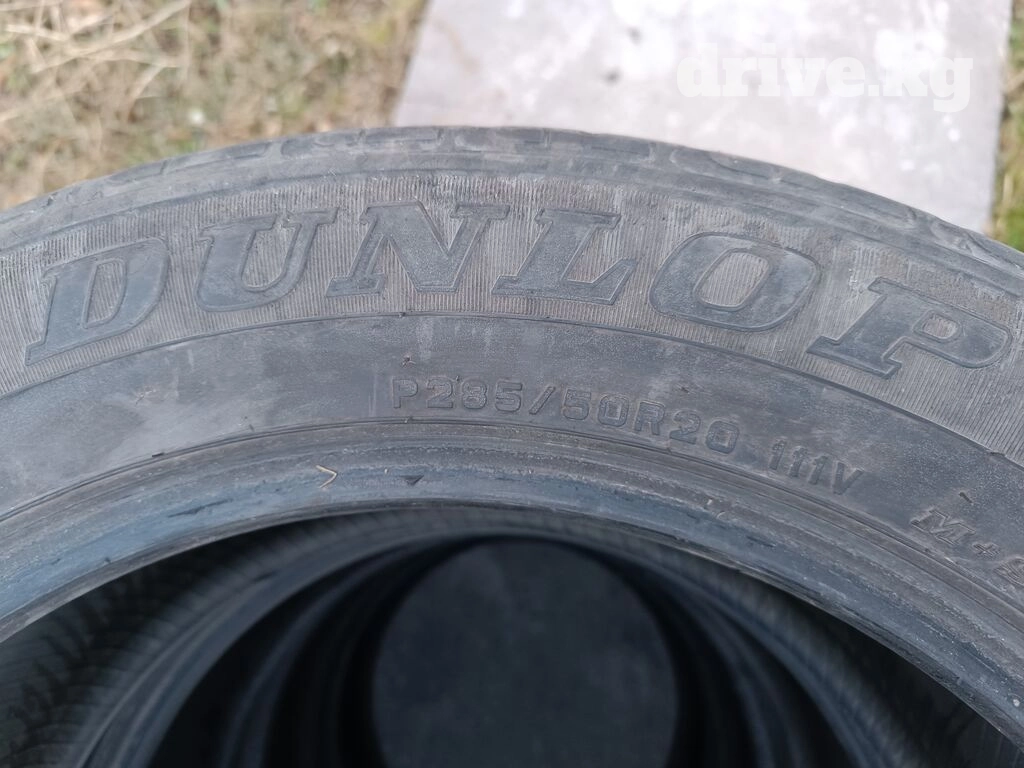 drive.kg
DUNLOP
P285/50R20 111V
M+S